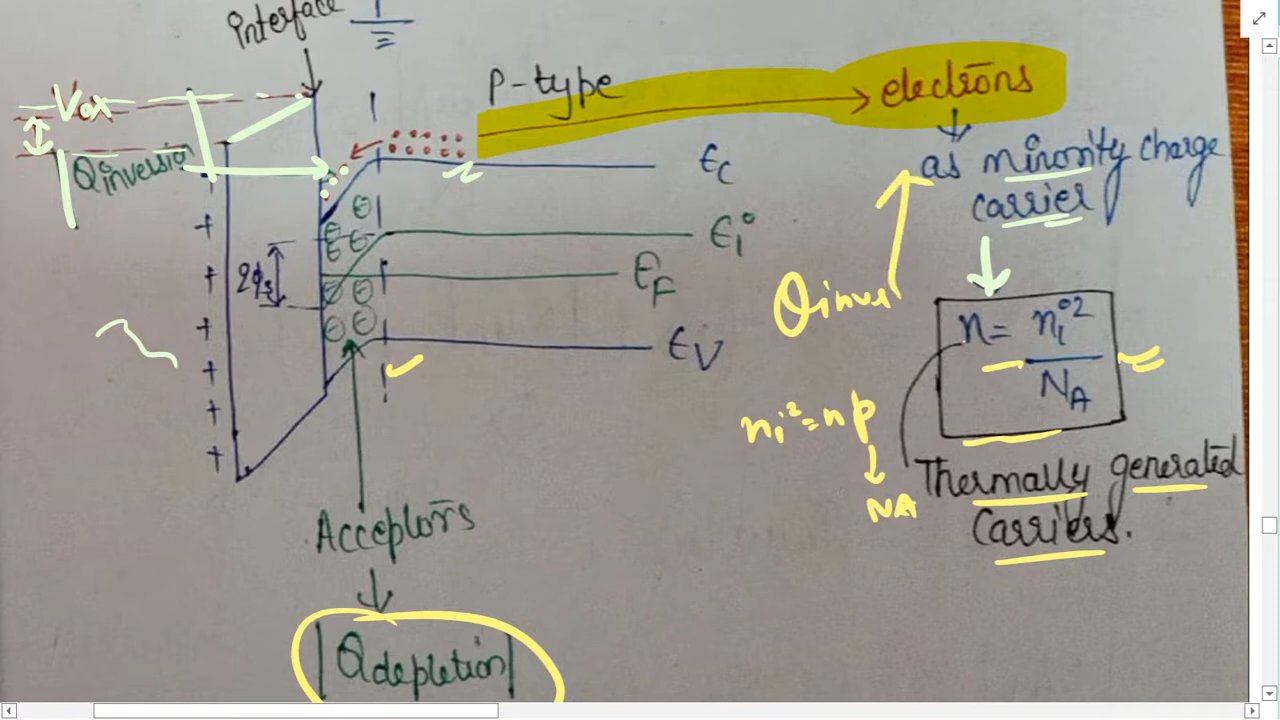 interface
P-type
electrons
Vox
Qinversion
as minority charge
carrier
Ec
Ei
EF
EV
2ϕs
Qinv
n = ni²
NA
ni² = np
NA
Thermally generated
carriers.
Acceptors
|Qdepletion|